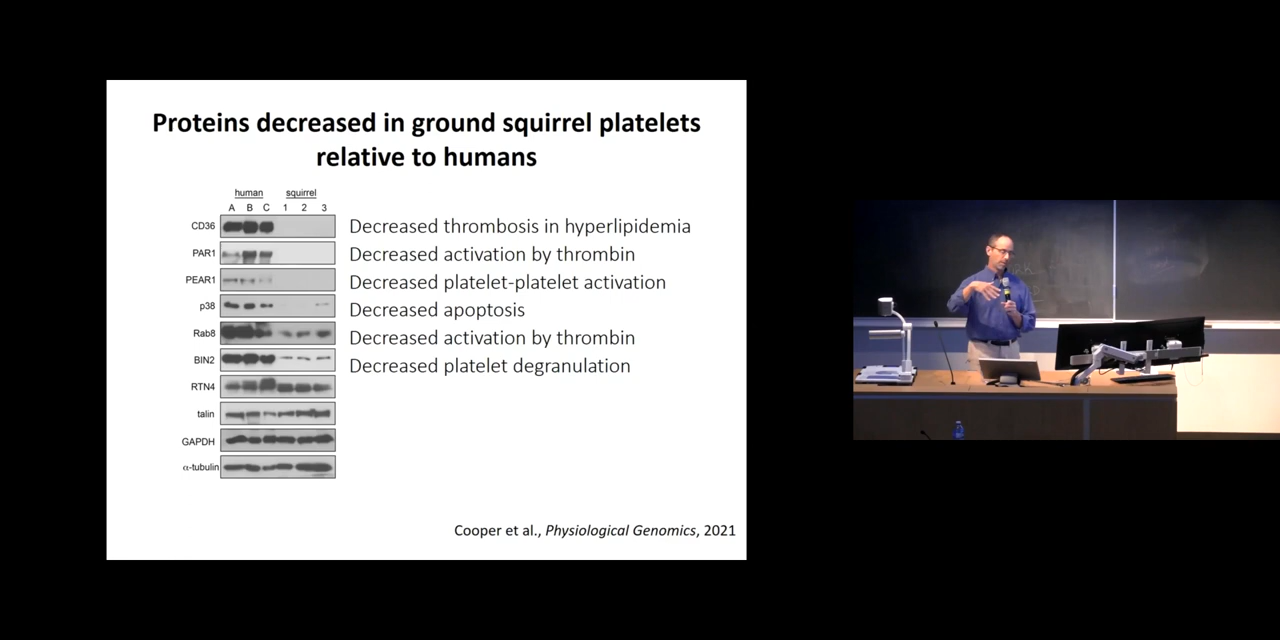 Proteins decreased in ground squirrel platelets
relative to humans
human squirrel
A B C 1 2 3
CD36 Decreased thrombosis in hyperlipidemia
PAR1 Decreased activation by thrombin
PEAR1 Decreased platelet-platelet activation
p38 Decreased apoptosis
Rab8 Decreased activation by thrombin
BIN2 Decreased platelet degranulation
RTN4
talin
GAPDH
α-tubulin
Cooper et al., Physiological Genomics, 2021